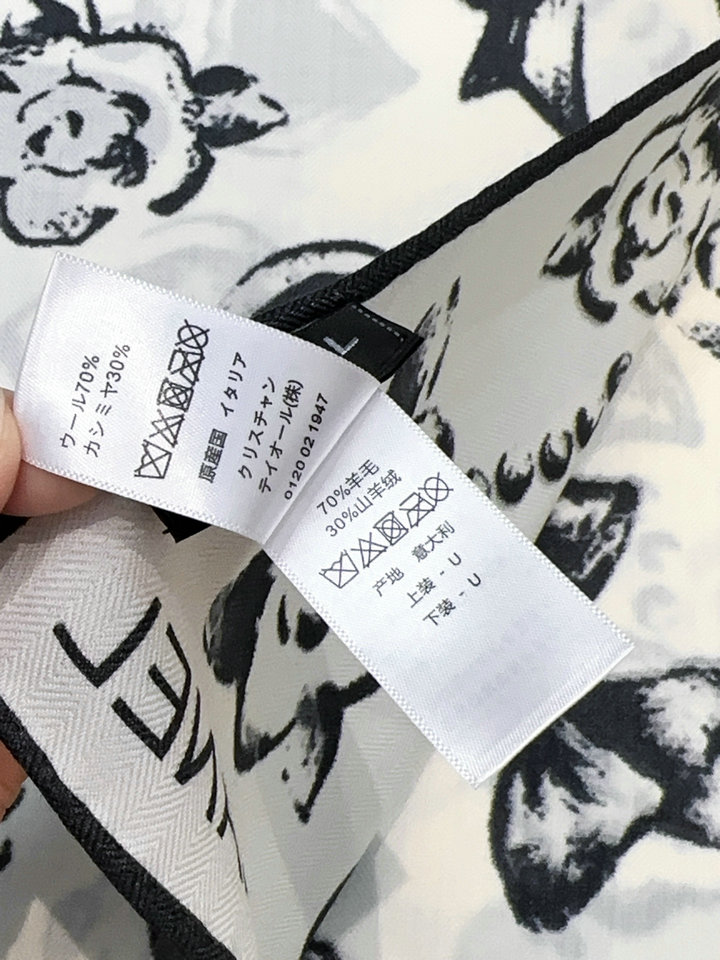 ウール70%
カシミヤ30%
原産国 イタリア
クリスチャン
ディオール(株)
0120 02 1947
70%羊毛
30%山羊绒
产地 意大利
上装 - U
下装 - U
L
EL